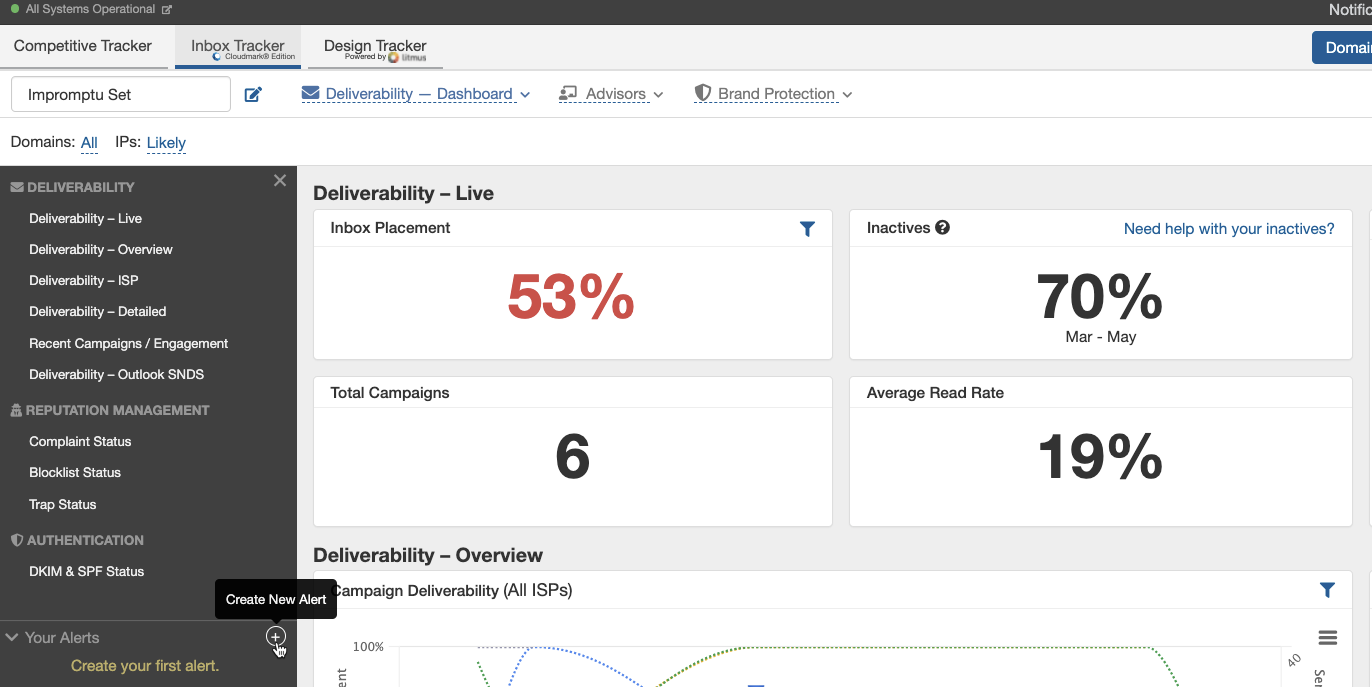 All Systems Operational
Notific
Competitive Tracker
Inbox Tracker
Cloudmark® Edition
Design Tracker
Powered by litmus
Domai
Impromptu Set
Deliverability — Dashboard
Advisors
Brand Protection
Domains: All IPs: Likely
DELIVERABILITY
Deliverability – Live
Deliverability – Overview
Deliverability – ISP
Deliverability – Detailed
Recent Campaigns / Engagement
Deliverability – Outlook SNDS
REPUTATION MANAGEMENT
Complaint Status
Blocklist Status
Trap Status
AUTHENTICATION
DKIM & SPF Status
Create New Alert
Your Alerts
Create your first alert.
Deliverability – Live
Inbox Placement
53%
Inactives
Need help with your inactives?
70%
Mar - May
Total Campaigns
6
Average Read Rate
19%
Deliverability – Overview
Campaign Deliverability (All ISPs)
100%
40
ent
Ser